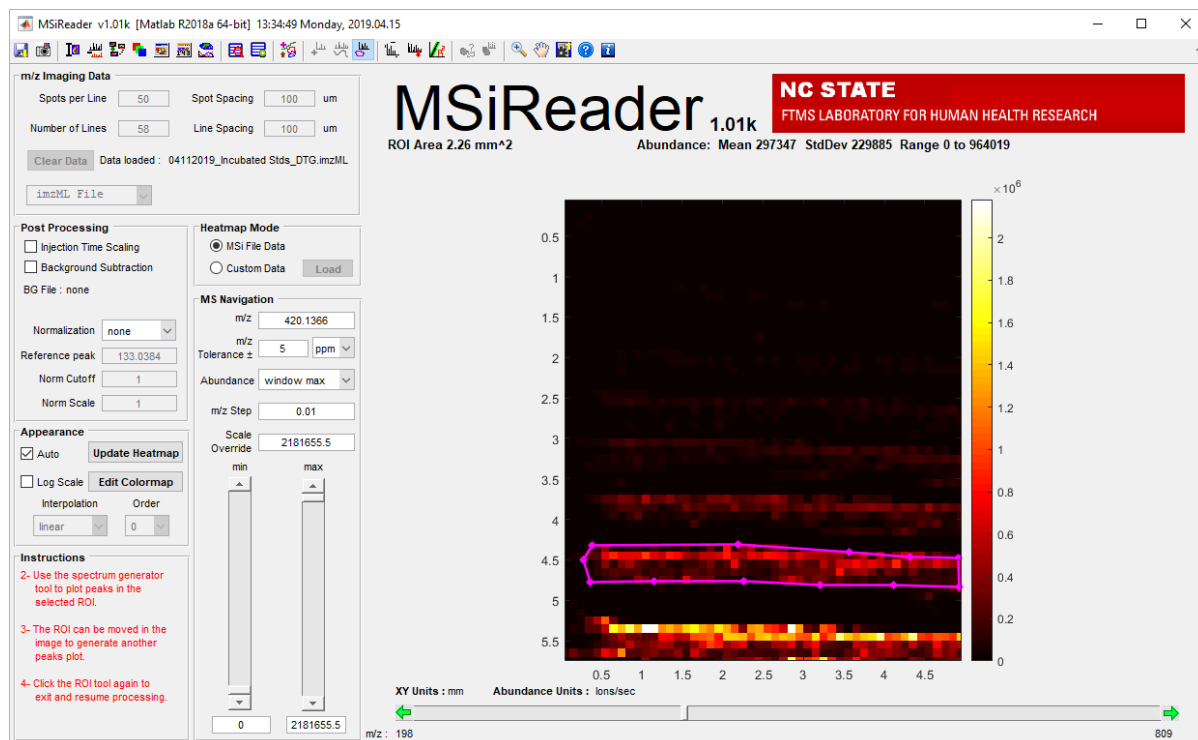 MSiReader v1.01k [Matlab R2018a 64-bit] 13:34:49 Monday, 2019.04.15
m/z Imaging Data
Spots per Line 50 Spot Spacing 100 um
Number of Lines 58 Line Spacing 100 um
Clear Data Data loaded : 04112019_Incubated Stds_DTG.imzML
imzML File
Post Processing
Injection Time Scaling
Background Subtraction
BG File : none
Normalization none
Reference peak 133.0384
Norm Cutoff 1
Norm Scale 1
Appearance
Auto Update Heatmap
Log Scale Edit Colormap
Interpolation Order
linear 0
Instructions
2- Use the spectrum generator
tool to plot peaks in the
selected ROI.
3- The ROI can be moved in the
image to generate another
peaks plot.
4- Click the ROI tool again to
exit and resume processing.
Heatmap Mode
MSi File Data
Custom Data Load
MS Navigation
m/z 420.1366
m/z
Tolerance ± 5 ppm
Abundance window max
m/z Step 0.01
Scale
Override 2181655.5
min max
0 2181655.5
MSiReader 1.01k
NC STATE
FTMS LABORATORY FOR HUMAN HEALTH RESEARCH
ROI Area 2.26 mm^2 Abundance: Mean 297347 StdDev 229885 Range 0 to 964019
×10^6
0.5
1
1.5
2
2.5
3
3.5
4
4.5
5
5.5
2
1.8
1.6
1.4
1.2
1
0.8
0.6
0.4
0.2
0
0.5 1 1.5 2 2.5 3 3.5 4 4.5
XY Units : mm Abundance Units : Ions/sec
m/z : 198 809